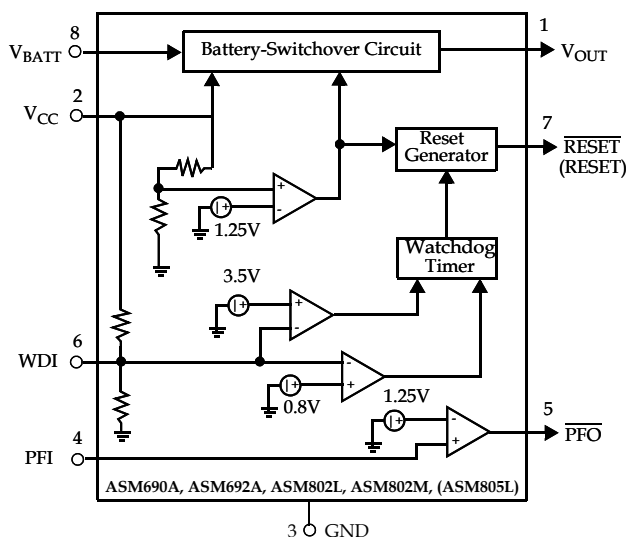 8
V_BATT
Battery-Switchover Circuit
1
V_OUT
2
V_CC
7
RESET
(RESET)
Reset
Generator
+
-
1.25V
Watchdog
Timer
3.5V
+
-
6
WDI
-
+
0.8V
1.25V
-
+
5
PFO
4
PFI
ASM690A, ASM692A, ASM802L, ASM802M, (ASM805L)
3 GND